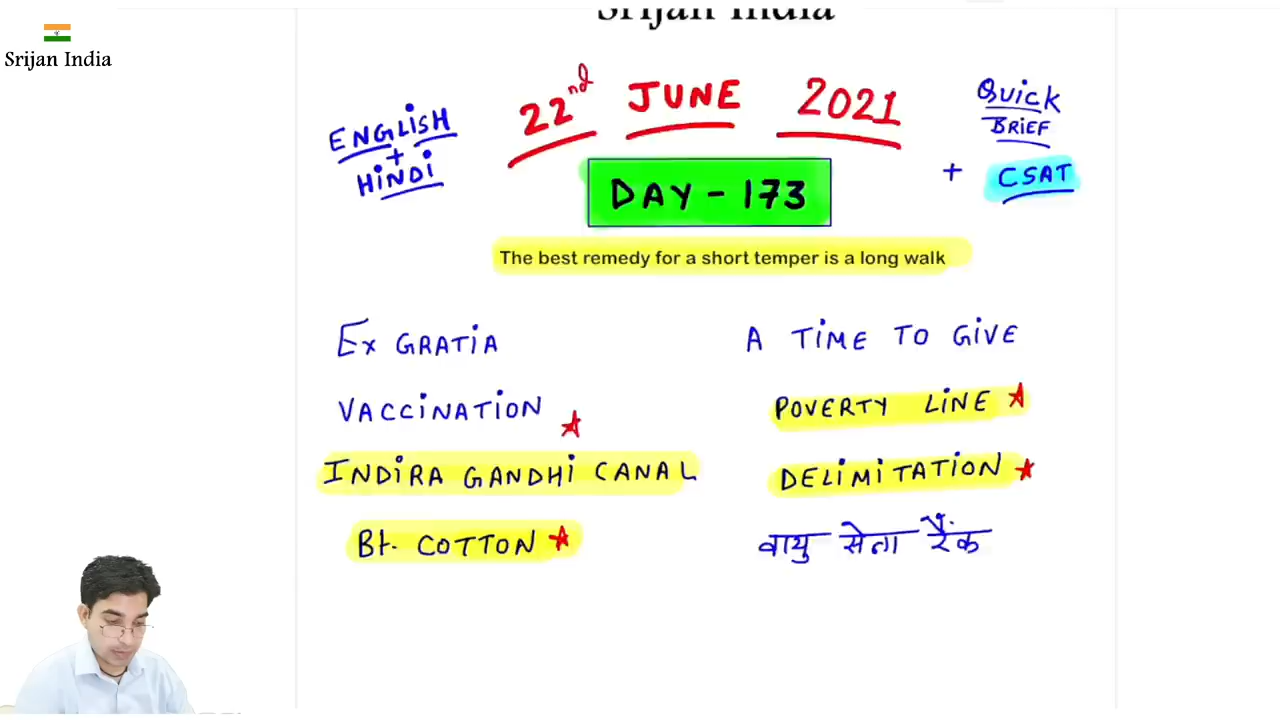 Srijan India
Srijan India
ENGLISH
+
HINDI
22nd JUNE 2021
QUICK
BRIEF
+ CSAT
DAY - 173
The best remedy for a short temper is a long walk
EX GRATIA
VACCINATION
INDIRA GANDHI CANAL
Bt. COTTON
A TIME TO GIVE
POVERTY LINE
DELIMITATION
वायु सेना रैंक